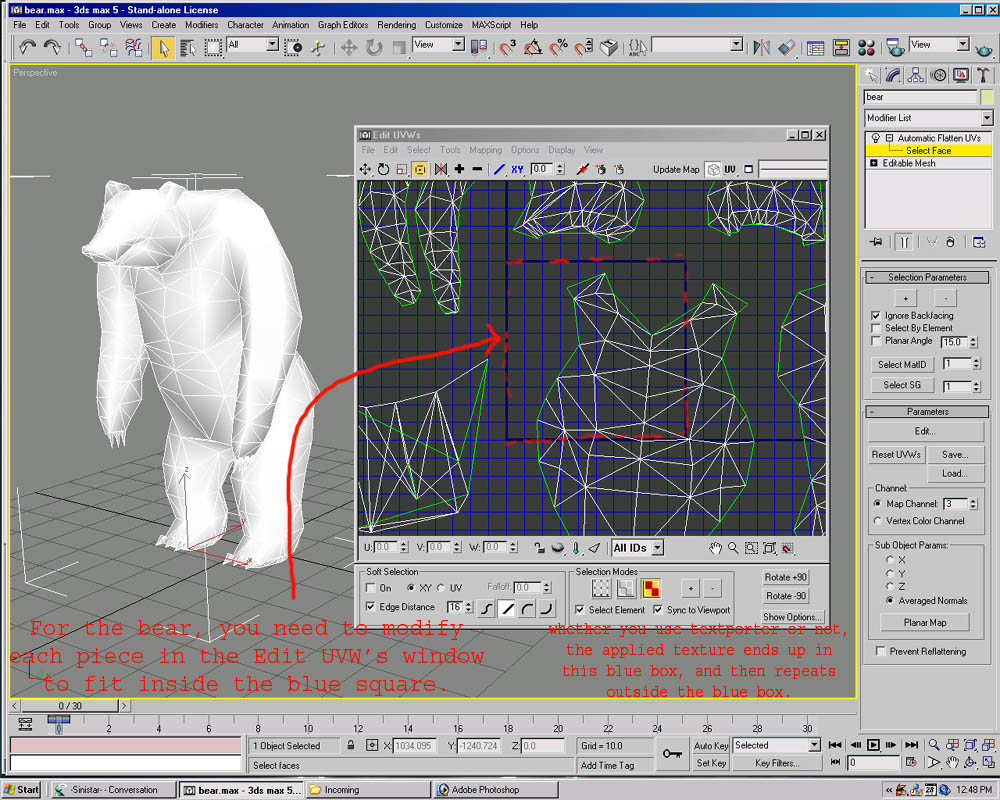 bear.max - 3ds max 5 - Stand-alone License
File Edit Tools Group Views Create Modifiers Character Animation Graph Editors Rendering Customize MAXScript Help
All View View
Perspective
bear
Modifier List
Automatic Flatten UVs
Select Face
Editable Mesh
Edit UVWs
File Edit Select Tools Mapping Options Display View
XY 0.0 Update Map UV
U: 0.0 V: 0.0 W: 0.0 All IDs
Soft Selection
On XY UV Falloff: 0.0
Edge Distance 16
Selection Modes
+ -
Select Element Sync to Viewport
Rotate +90
Rotate -90
Show Options...
Selection Parameters
+ -
Ignore Backfacing
Select By Element
Planar Angle 15.0
Select MatID 1
Select SG 1
Parameters
Edit...
Reset UVWs Save...
Load...
Channel:
Map Channel: 3
Vertex Color Channel
Sub Object Params:
X
Y
Z
Averaged Normals
Planar Map
Prevent Reflattening
z
x
For the bear, you need to modify
each piece in the Edit UVW's window
to fit inside the blue square.
whether you use textporter or not,
the applied texture ends up in
this blue box, and then repeats
outside the blue box.
0 / 30
0 2 4 6 8 10 12 14 16 18 20 22 24 26 28 30
1 Object Selected X: 1034.095 Y: -1240.724 Z: 0.0 Grid = 10.0 Auto Key Selected
Select faces Add Time Tag Set Key Key Filters... 0
Start -Sinistar- - Conversation bear.max - 3ds max 5... Incoming Adobe Photoshop « 12:48 PM